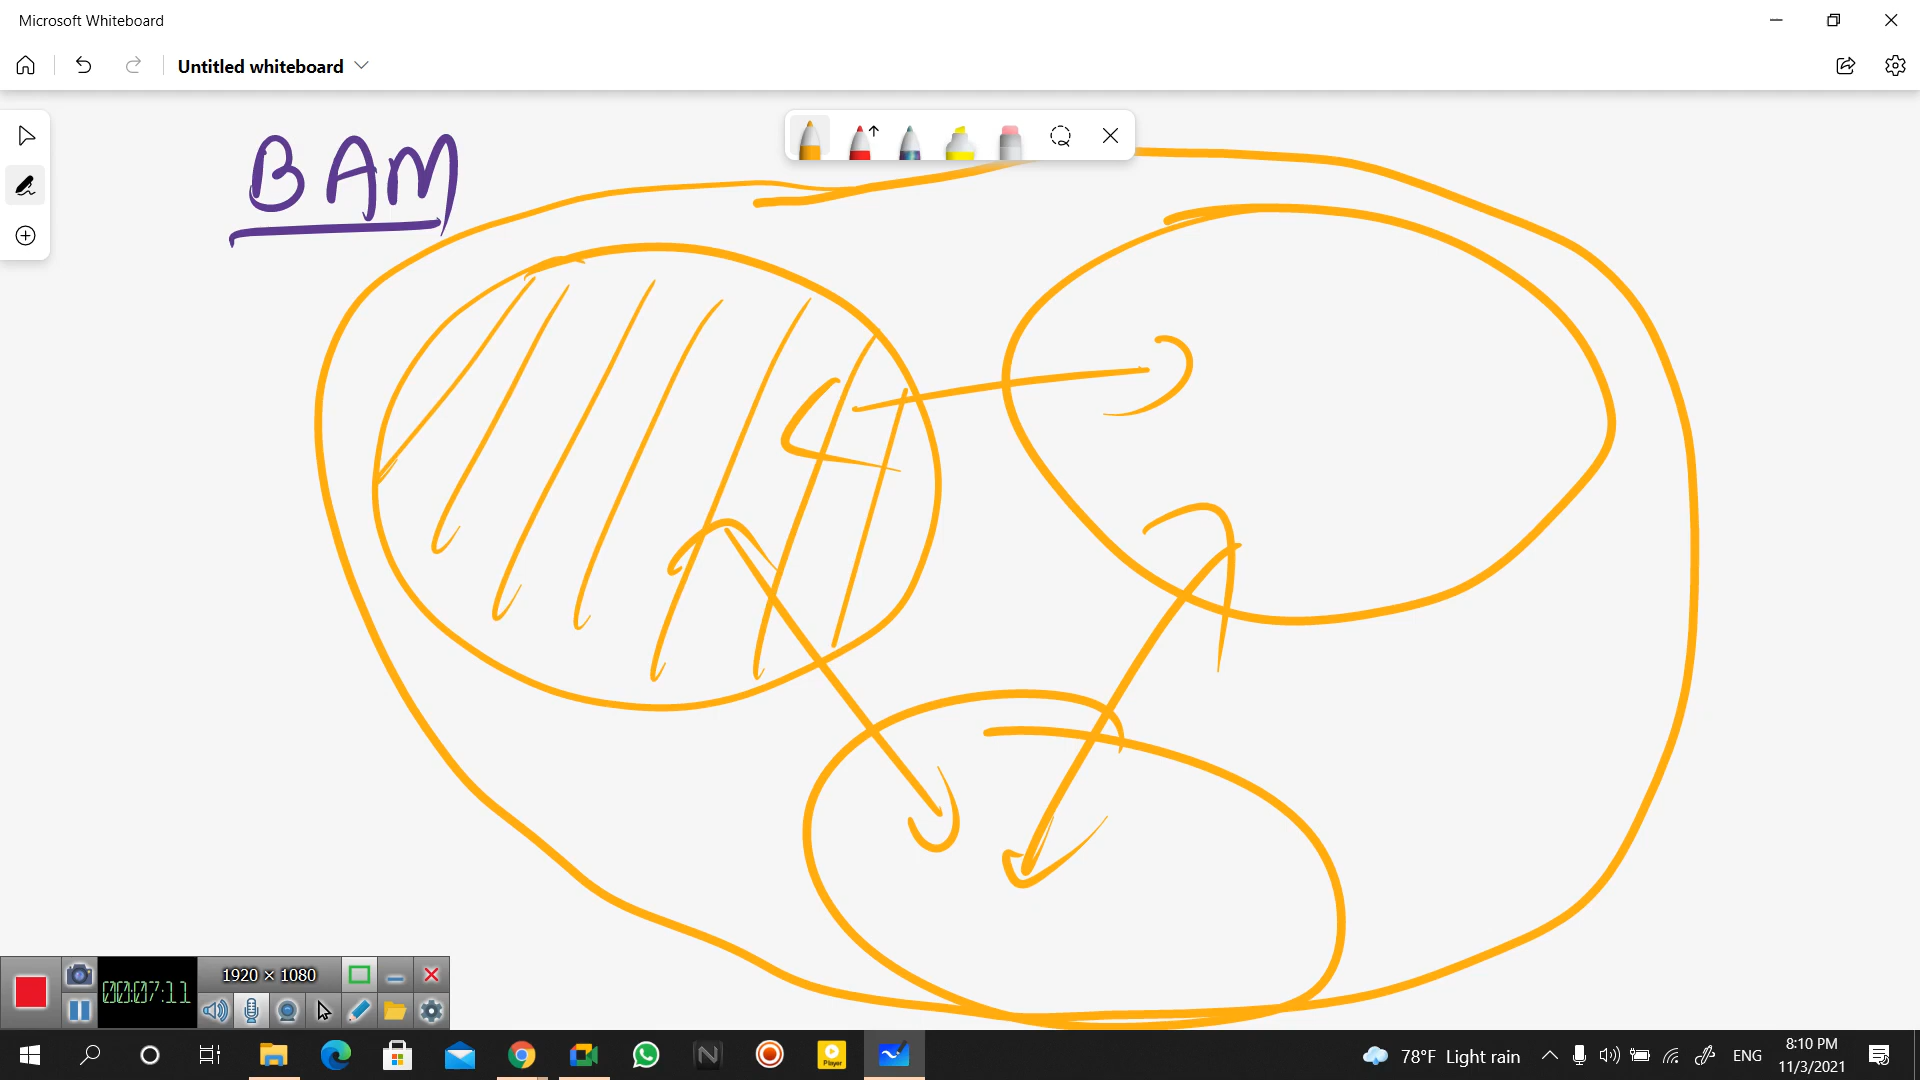 Microsoft Whiteboard
Untitled whiteboard
BAM
1920 × 1080
00:07:11
Player
N
78°F Light rain
ENG
8:10 PM
11/3/2021